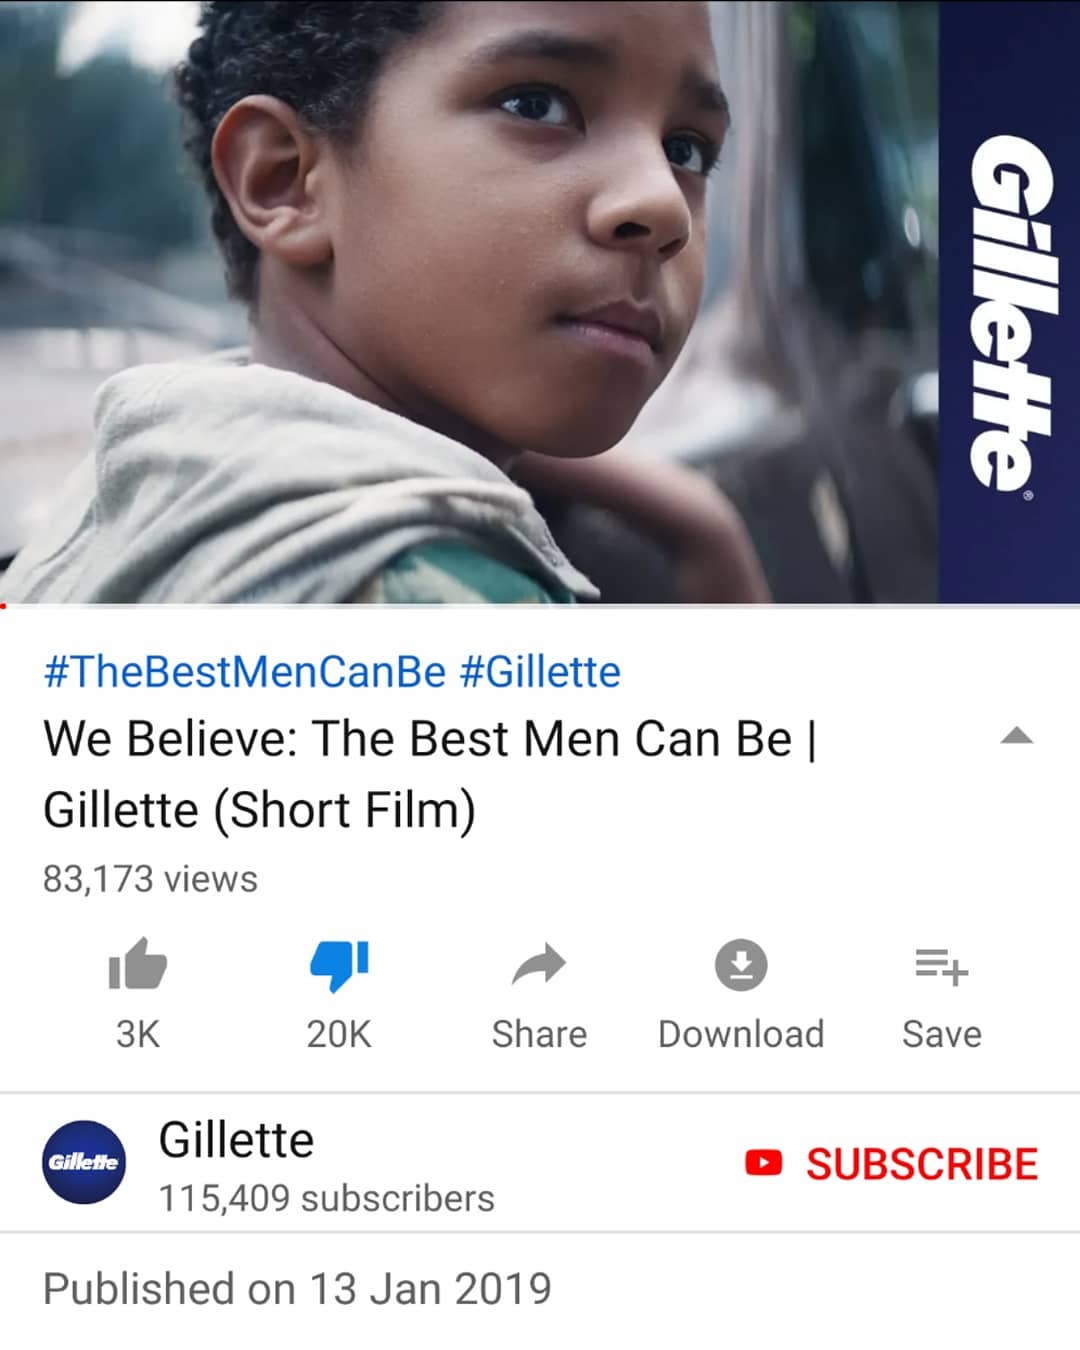 Gillette
#TheBestMenCanBe #Gillette
We Believe: The Best Men Can Be |
Gillette (Short Film)
83,173 views
3K 20K Share Download Save
Gillette
Gillette
115,409 subscribers
SUBSCRIBE
Published on 13 Jan 2019